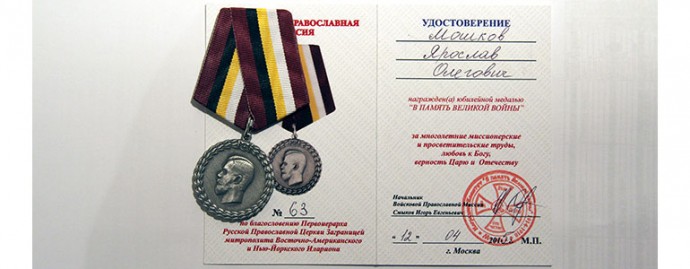 ПРАВОСЛАВНАЯ
№ 63
по благословению Первоиерарха
Русской Православной Церкви Заграницей
митрополита Восточно-Американского
и Нью-Йоркского Илариона
УДОСТОВЕРЕНИЕ
Мошков
Ярослав
Олегович
награжден(а) юбилейной медалью
"В ПАМЯТЬ ВЕЛИКОЙ ВОЙНЫ"
за многолетние миссионерские
и просветительские труды,
любовь к Богу,
верность Царю и Отечеству
Начальник
Войсковой Православной Миссии
Смыков Игорь Евгеньевич
"12" 04 М.П.
г. Москва